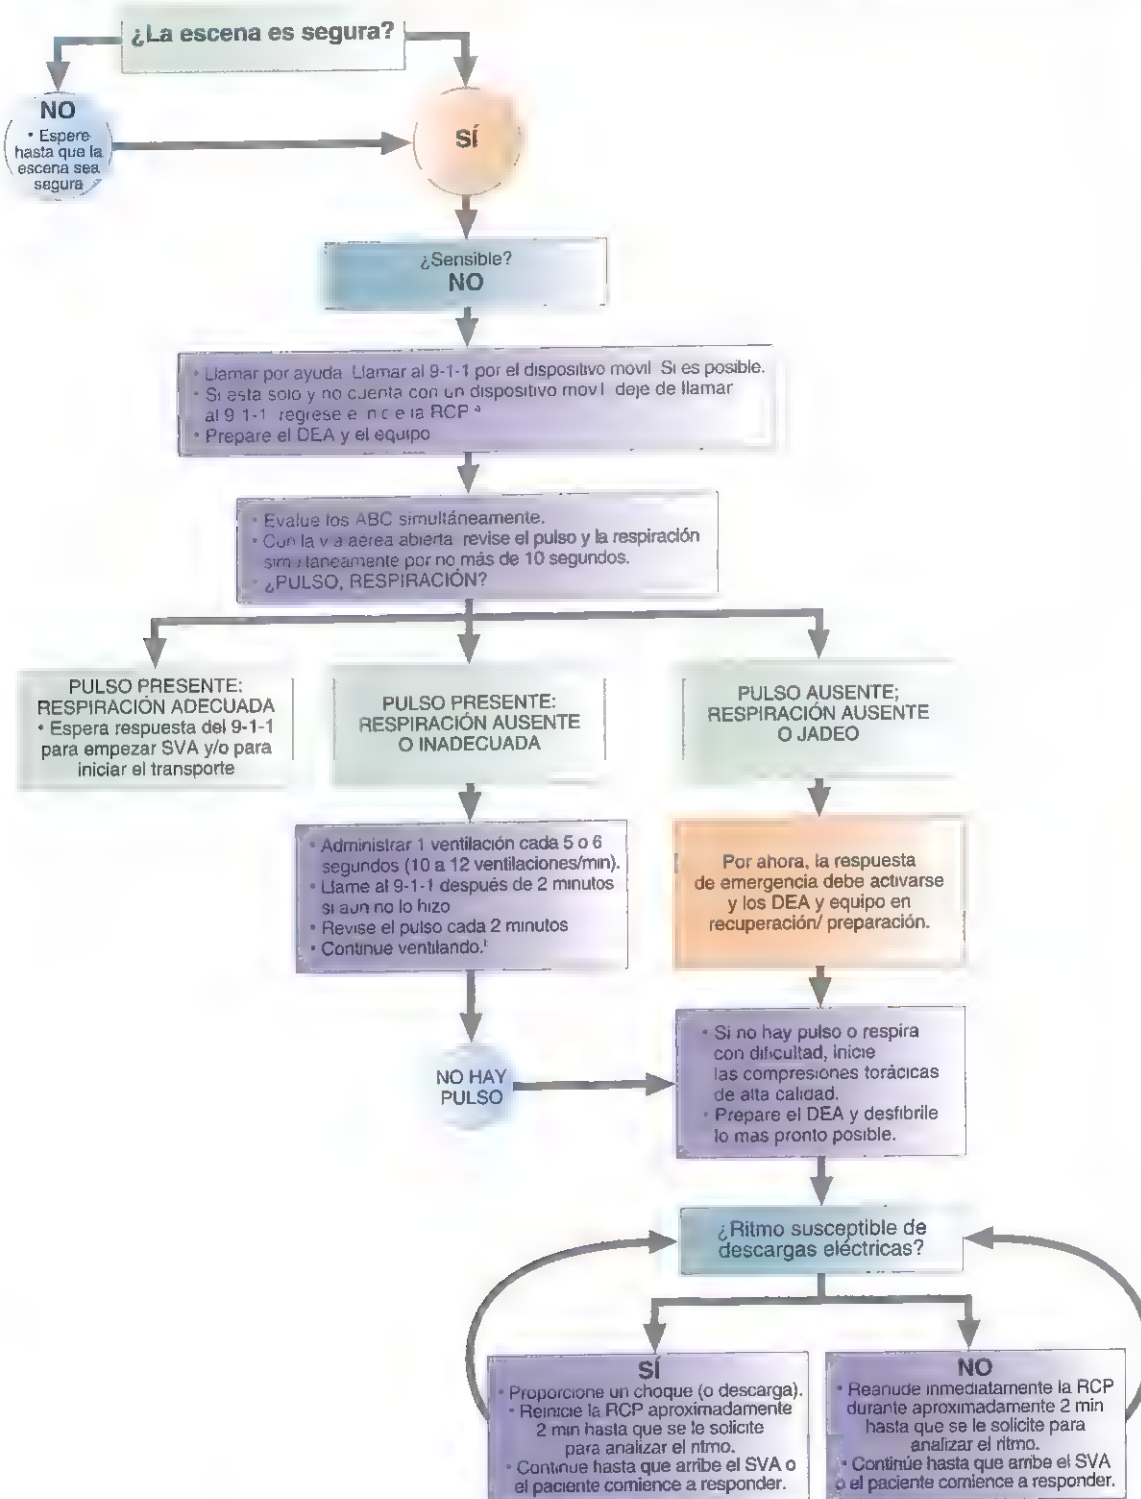 ¿La escena es segura?
NO
• Espere
hasta que la
escena sea
segura
SÍ
¿Sensible?
NO
• Llamar por ayuda Llamar al 9-1-1 por el dispositivo movil Si es posible.
• Si esta solo y no cuenta con un dispositivo movil deje de llamar
al 9 1-1 regrese e la RCP a
• Prepare el DEA y el equipo
• Evalue los ABC simultáneamente.
• Con la via aérea abierta revise el pulso y la respiración
simultaneamente por no más de 10 segundos.
• ¿PULSO, RESPIRACIÓN?
PULSO PRESENTE:
RESPIRACIÓN ADECUADA
• Espera respuesta del 9-1-1
para empezar SVA y/o para
iniciar el transporte
PULSO PRESENTE:
RESPIRACIÓN AUSENTE
O INADECUADA
PULSO AUSENTE;
RESPIRACIÓN AUSENTE
O JADEO
• Administrar 1 ventilación cada 5 o 6
segundos (10 a 12 ventilaciones/min).
• Llame al 9-1-1 después de 2 minutos
si aun no lo hizo
• Revise el pulso cada 2 minutos
• Continue ventilando.
Por ahora, la respuesta
de emergencia debe activarse
y los DEA y equipo en
recuperación/ preparación.
NO HAY
PULSO
• Si no hay pulso o respira
con dificultad, inicie
las compresiones torácicas
de alta calidad.
• Prepare el DEA y desfibrile
lo mas pronto posible.
¿Ritmo susceptible de
descargas eléctricas?
SÍ
• Proporcione un choque (o descarga).
• Reinicie la RCP aproximadamente
2 min hasta que se le solicite
para analizar el ritmo.
• Continue hasta que arribe el SVA o
el paciente comience a responder.
NO
• Reanude inmediatamente la RCP
durante aproximadamente 2 min
hasta que se le solicite para
analizar el ritmo.
• Continúe hasta que arribe el SVA
o el paciente comience a responder.